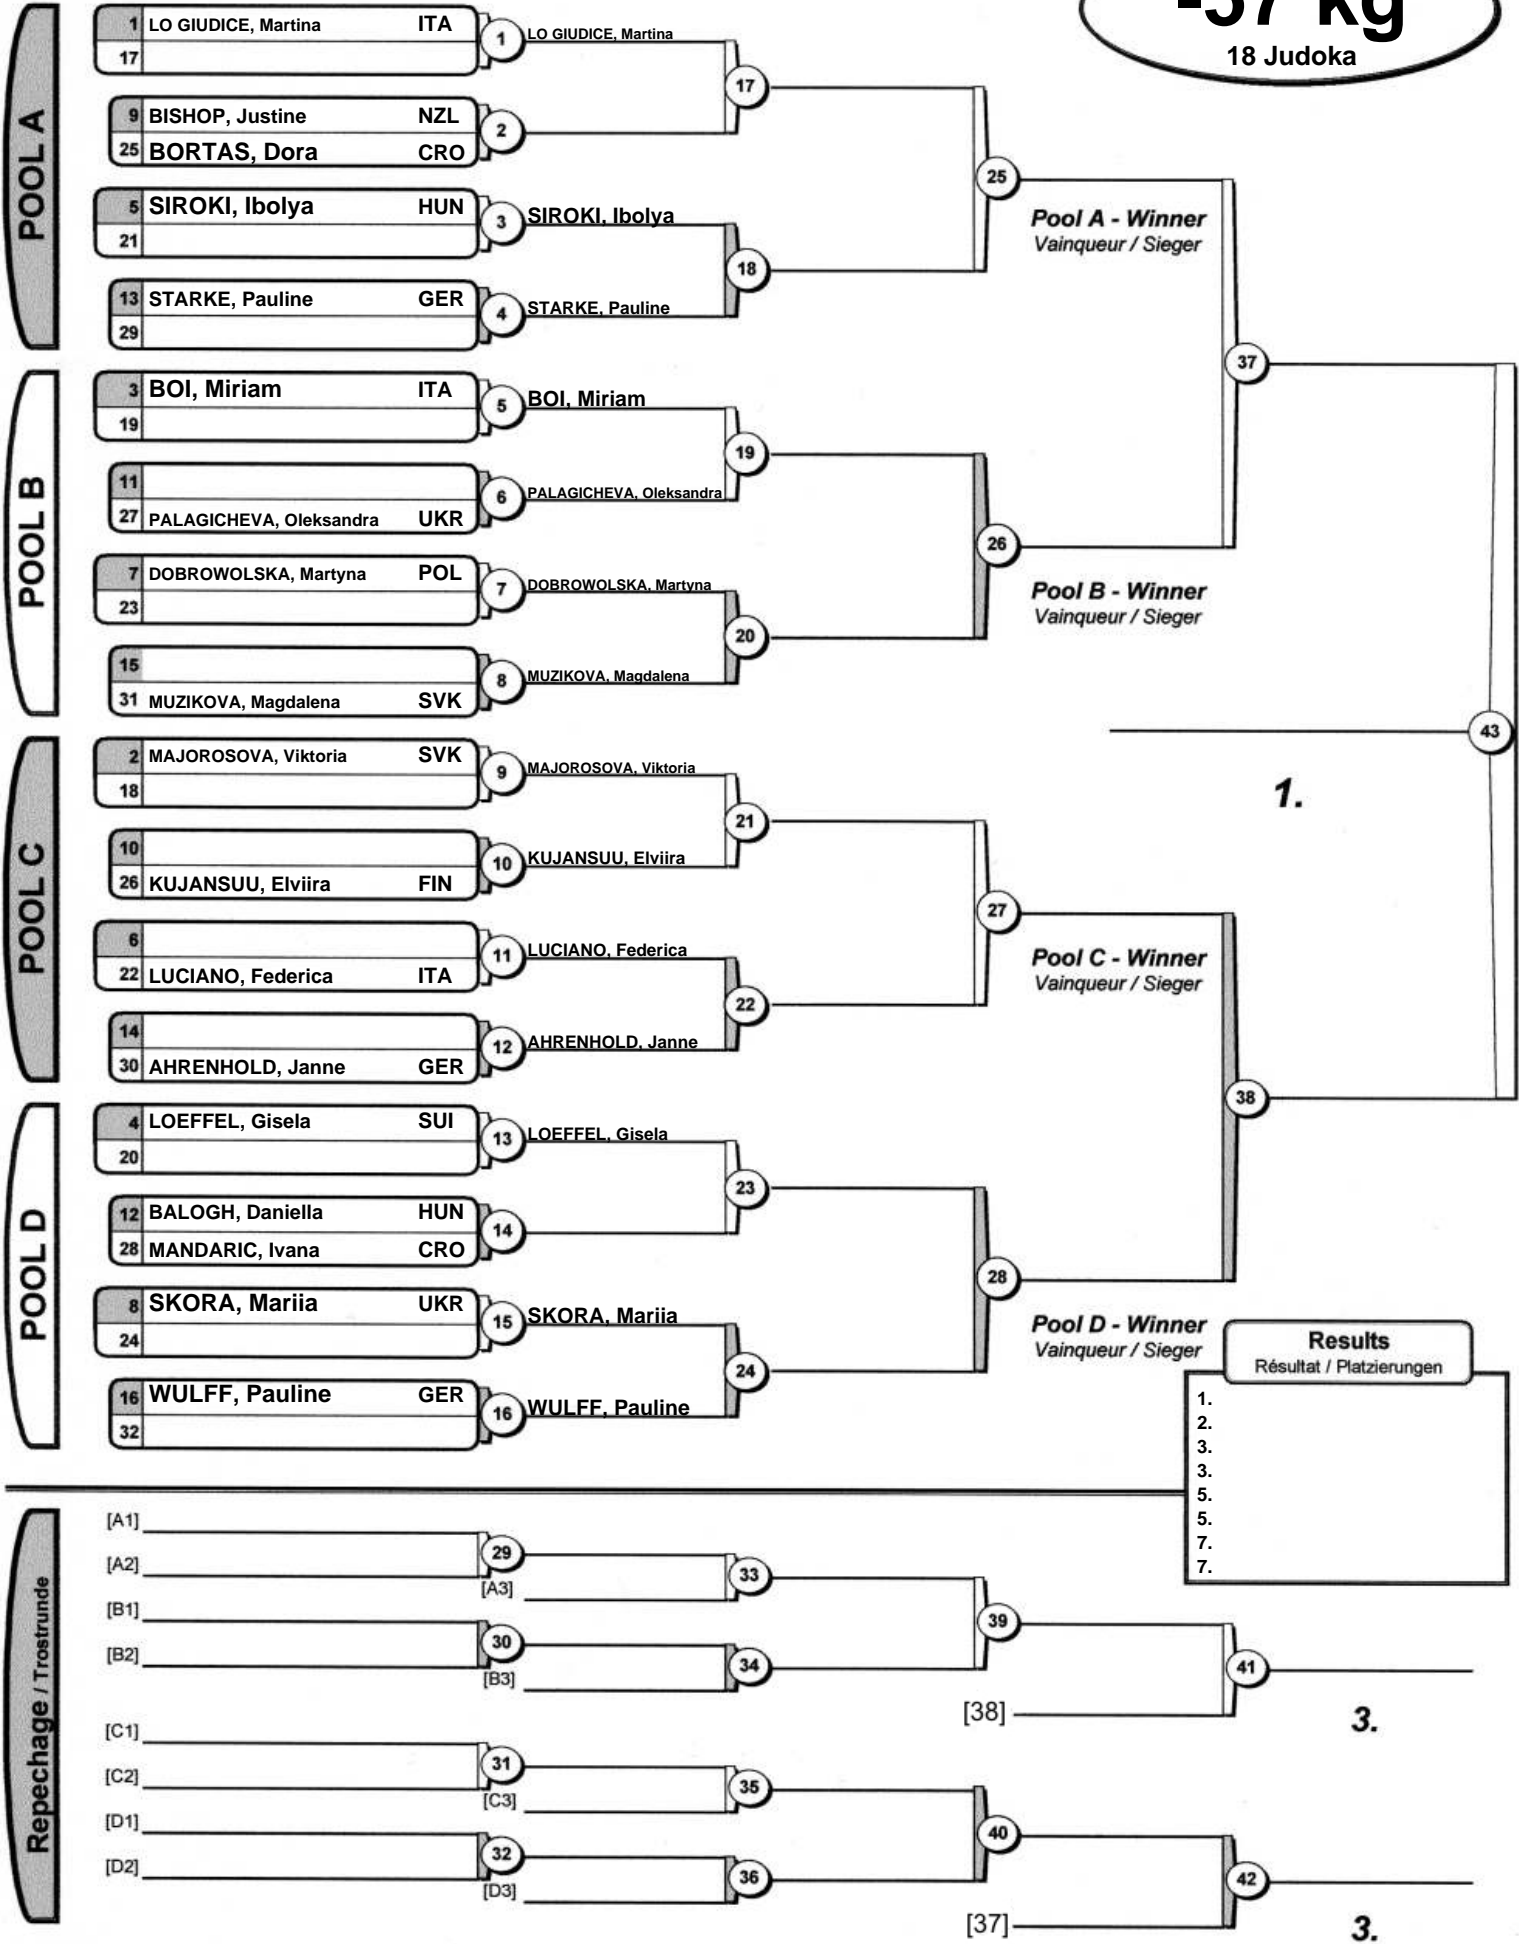 -57 kg
18 Judoka
POOL A
1 LO GIUDICE, Martina ITA
17
1 LO GIUDICE, Martina
9 BISHOP, Justine NZL
25 BORTAS, Dora CRO
2
17
5 SIROKI, Ibolya HUN
21
3 SIROKI, Ibolya
13 STARKE, Pauline GER
29
4 STARKE, Pauline
18
25
Pool A - Winner
Vainqueur / Sieger
POOL B
3 BOI, Miriam ITA
19
5 BOI, Miriam
11
27 PALAGICHEVA, Oleksandra UKR
6 PALAGICHEVA, Oleksandra
19
7 DOBROWOLSKA, Martyna POL
23
7 DOBROWOLSKA, Martyna
15
31 MUZIKOVA, Magdalena SVK
8 MUZIKOVA, Magdalena
20
26
Pool B - Winner
Vainqueur / Sieger
37
POOL C
2 MAJOROSOVA, Viktoria SVK
18
9 MAJOROSOVA, Viktoria
10
26 KUJANSUU, Elviira FIN
10 KUJANSUU, Elviira
21
6
22 LUCIANO, Federica ITA
11 LUCIANO, Federica
14
30 AHRENHOLD, Janne GER
12 AHRENHOLD, Janne
22
27
Pool C - Winner
Vainqueur / Sieger
43
1.
POOL D
4 LOEFFEL, Gisela SUI
20
13 LOEFFEL, Gisela
12 BALOGH, Daniella HUN
28 MANDARIC, Ivana CRO
14
23
8 SKORA, Mariia UKR
24
15 SKORA, Mariia
16 WULFF, Pauline GER
32
16 WULFF, Pauline
24
28
Pool D - Winner
Vainqueur / Sieger
38
Results
Résultat / Platzierungen
1.
2.
3.
3.
5.
5.
7.
7.
Repechage / Trostrunde
[A1]
[A2]
29
[A3]
33
[B1]
[B2]
30
[B3]
34
39
[38]
41
3.
[C1]
[C2]
31
[C3]
35
[D1]
[D2]
32
[D3]
36
40
[37]
42
3.